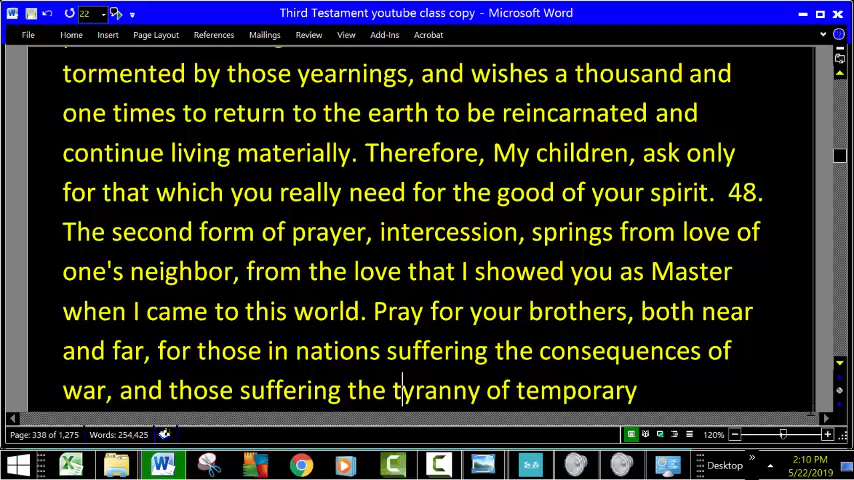 22
Third Testament youtube class copy - Microsoft Word
File Home Insert Page Layout References Mailings Review View Add-Ins Acrobat
tormented by those yearnings, and wishes a thousand and
one times to return to the earth to be reincarnated and
continue living materially. Therefore, My children, ask only
for that which you really need for the good of your spirit.  48.
The second form of prayer, intercession, springs from love of
one's neighbor, from the love that I showed you as Master
when I came to this world. Pray for your brothers, both near
and far, for those in nations suffering the consequences of
war, and those suffering the tyranny of temporary
Page: 338 of 1,275 Words: 254,425 120%
Desktop
2:10 PM
5/22/2019